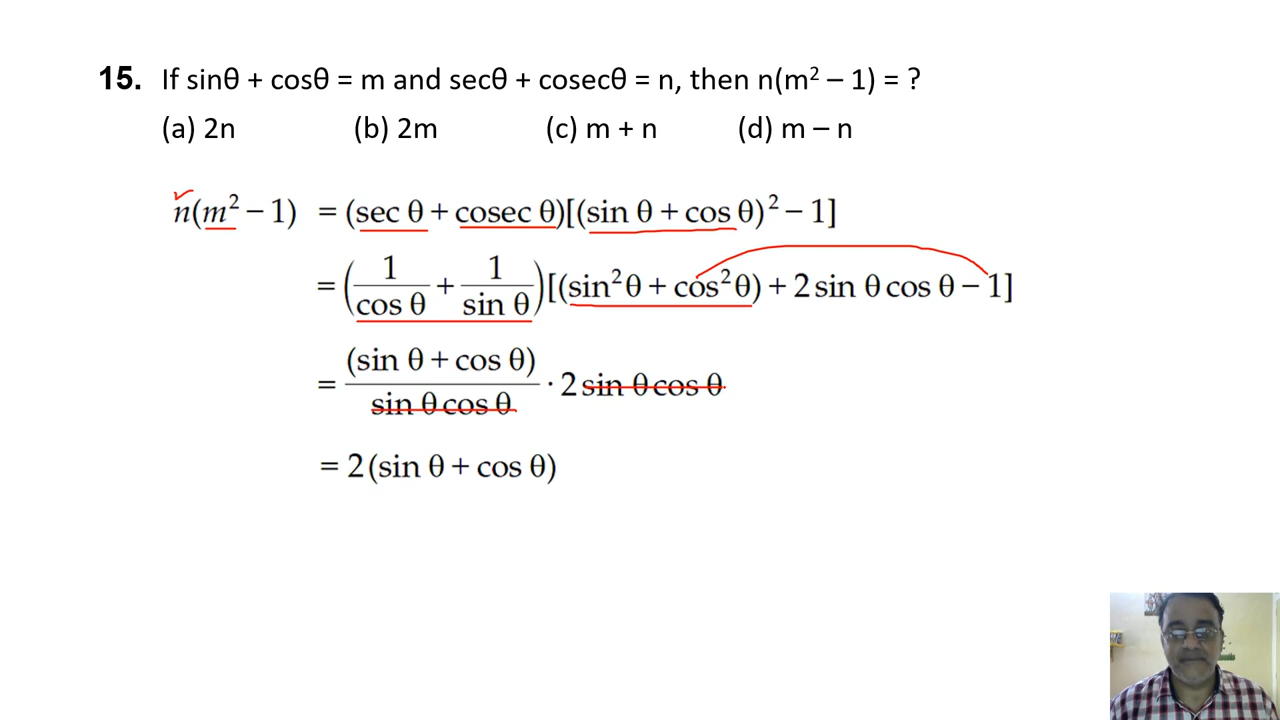 15. If sinθ + cosθ = m and secθ + cosecθ = n, then n(m² – 1) = ?
(a) 2n (b) 2m (c) m + n (d) m – n
n(m² − 1) = (sec θ + cosec θ)[(sin θ + cos θ)² − 1]
= (1/cos θ + 1/sin θ)[(sin²θ + cos²θ) + 2 sin θ cos θ − 1]
= (sin θ + cos θ)/sin θ cos θ · 2 sin θ cos θ
= 2(sin θ + cos θ)